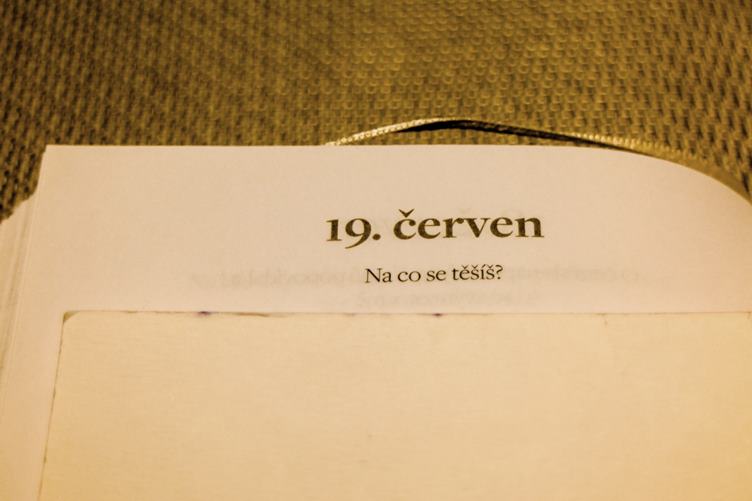 19. červen
Na co se těšíš?